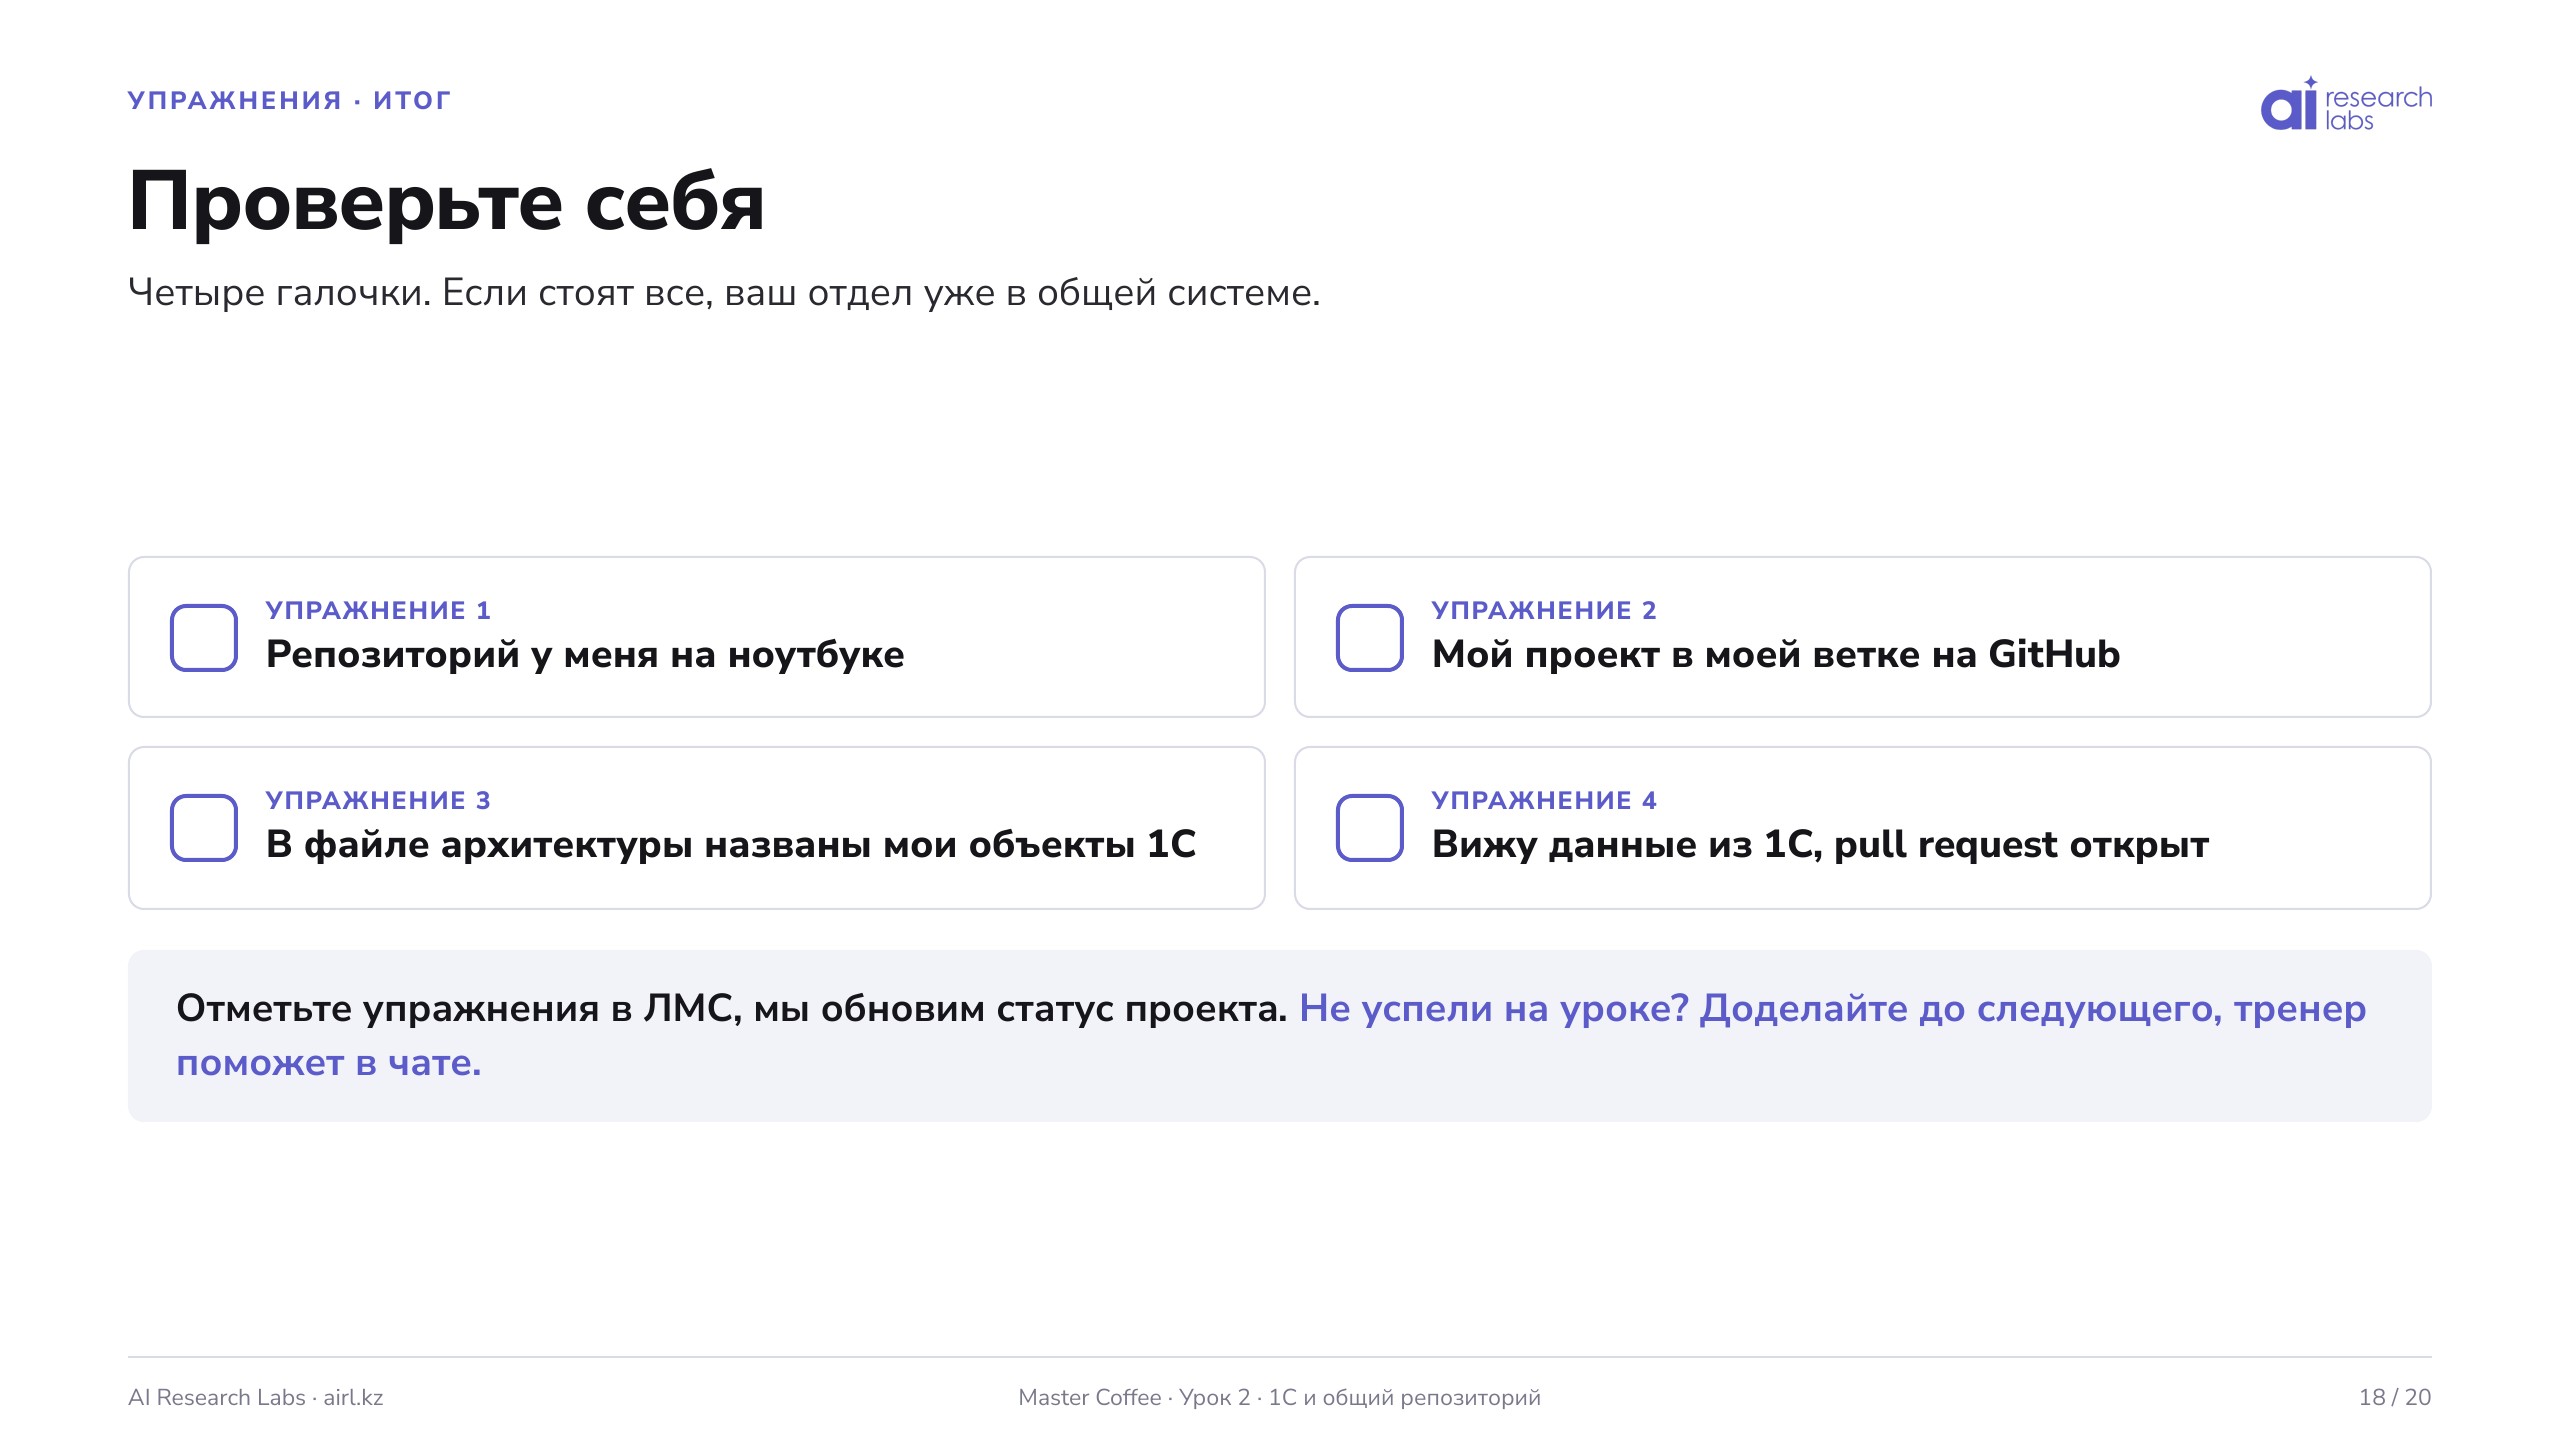 УПРАЖНЕНИЯ · ИТОГ
ai research labs
Проверьте себя
Четыре галочки. Если стоят все, ваш отдел уже в общей системе.
УПРАЖНЕНИЕ 1
Репозиторий у меня на ноутбуке
УПРАЖНЕНИЕ 2
Мой проект в моей ветке на GitHub
УПРАЖНЕНИЕ 3
В файле архитектуры названы мои объекты 1С
УПРАЖНЕНИЕ 4
Вижу данные из 1С, pull request открыт
Отметьте упражнения в ЛМС, мы обновим статус проекта. Не успели на уроке? Доделайте до следующего, тренер
поможет в чате.
AI Research Labs · airl.kz
Master Coffee · Урок 2 · 1С и общий репозиторий
18 / 20